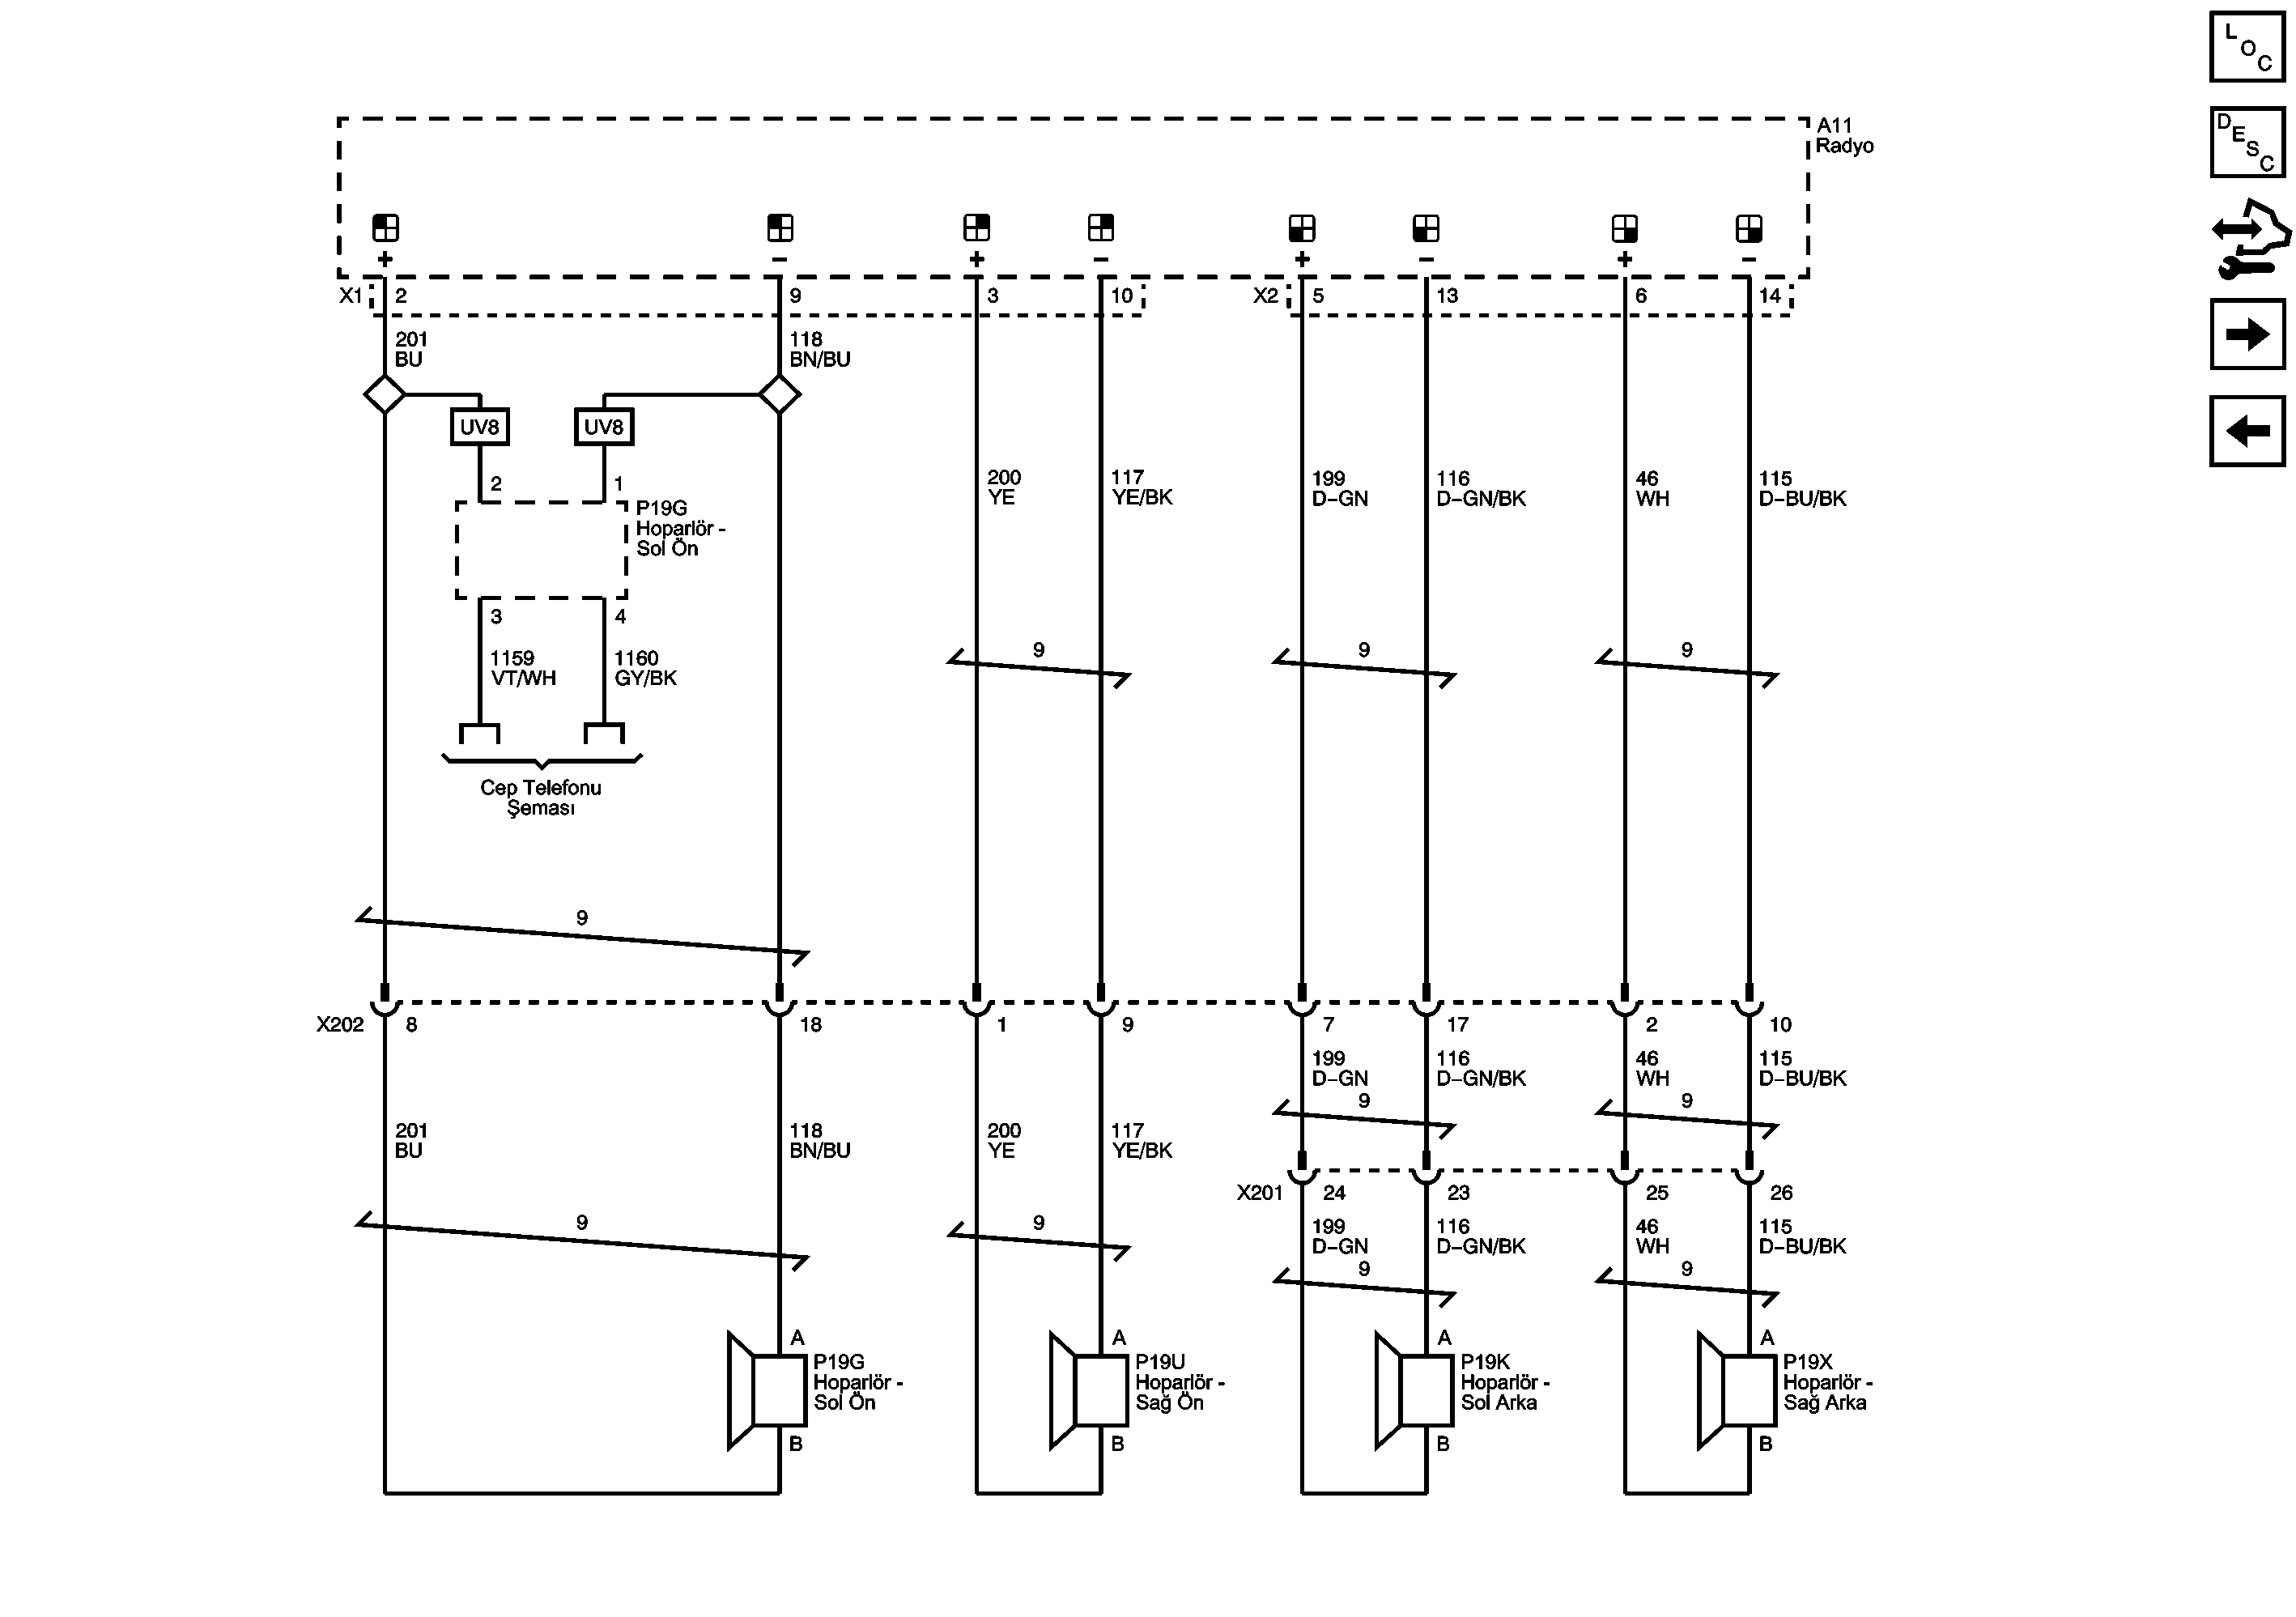 L
O
C
D
E
S
C
A11
Radyo
+
−
+
−
+
−
+
−
X1 2 9 3 10 X2 5 13 6 14
201
BU
118
BN/BU
UV8 UV8
2 1
P19G
Hoparlör -
Sol Ön
200
YE
117
YE/BK
199
D–GN
116
D–GN/BK
46
WH
115
D–BU/BK
3 4
1159
VT/WH
1160
GY/BK
9 9 9
Cep Telefonu
Şeması
9
X202 8 18 1 9 7 17 2 10
199
D–GN
116
D–GN/BK
46
WH
115
D–BU/BK
9 9
201
BU
118
BN/BU
200
YE
117
YE/BK
X201 24 23 25 26
199
D–GN
116
D–GN/BK
46
WH
115
D–BU/BK
9 9 9 9
A
P19G
Hoparlör -
Sol Ön
B
A
P19U
Hoparlör -
Sağ Ön
B
A
P19K
Hoparlör -
Sol Arka
B
A
P19X
Hoparlör -
Sağ Arka
B